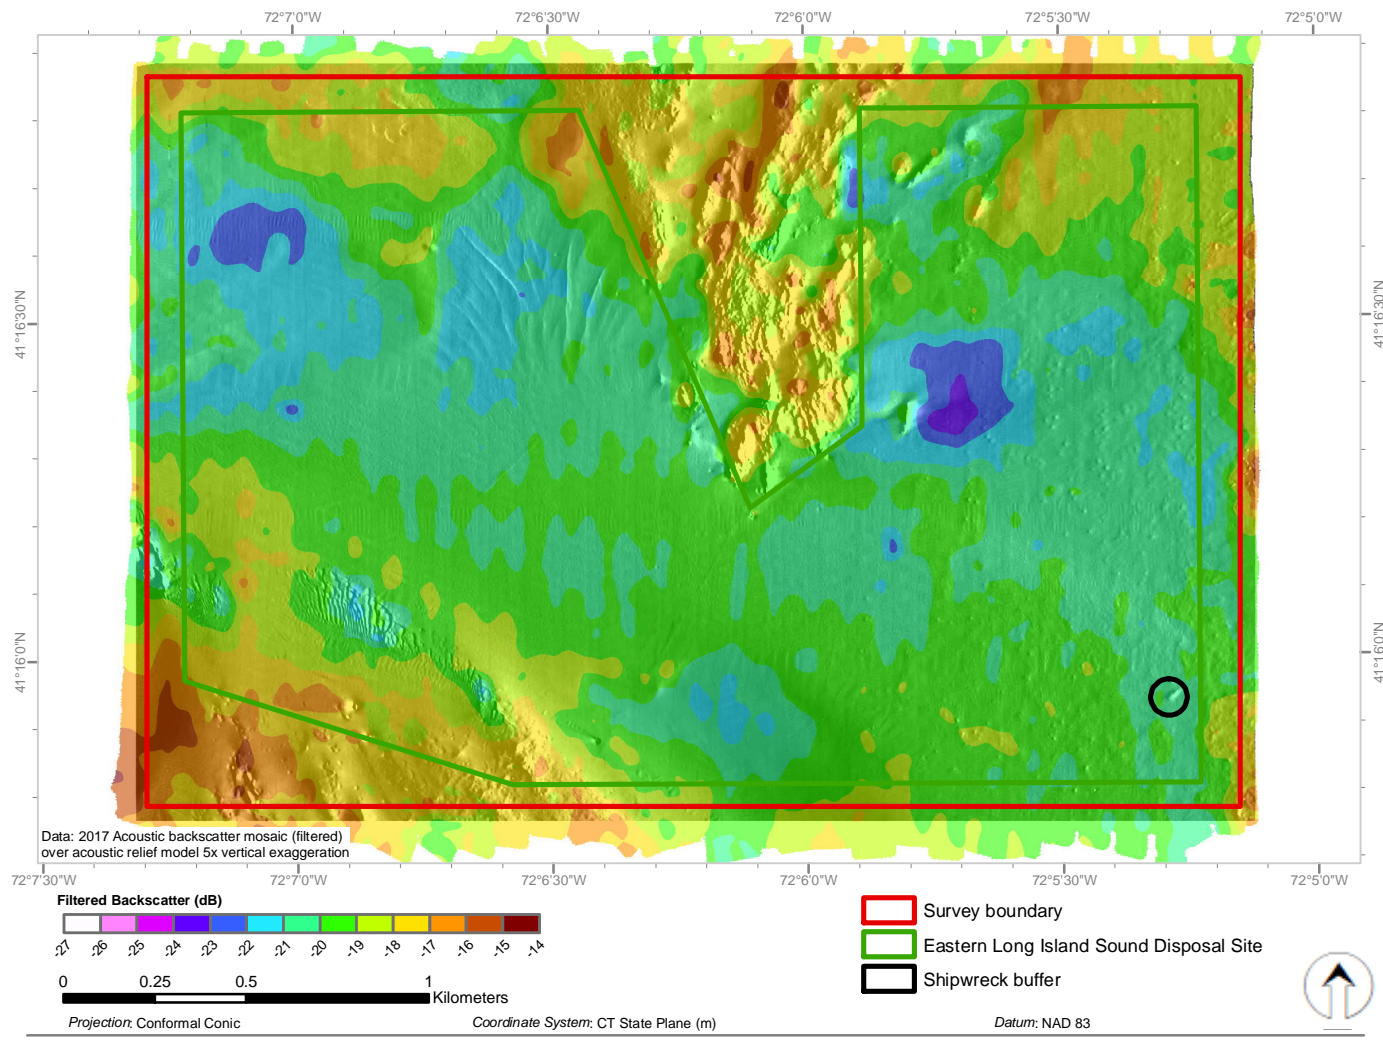 72°7'0"W 72°6'30"W 72°6'0"W 72°5'30"W 72°5'0"W
41°16'30"N 41°16'30"N
41°16'0"N 41°16'0"N
Data: 2017 Acoustic backscatter mosaic (filtered)
over acoustic relief model 5x vertical exaggeration
72°7'30"W 72°7'0"W 72°6'30"W 72°6'0"W 72°5'30"W 72°5'0"W
Filtered Backscatter (dB)
-27 -26 -25 -24 -23 -22 -21 -20 -19 -18 -17 -16 -15 -14
0 0.25 0.5 1
Kilometers
Survey boundary
Eastern Long Island Sound Disposal Site
Shipwreck buffer
Projection: Conformal Conic Coordinate System: CT State Plane (m) Datum: NAD 83